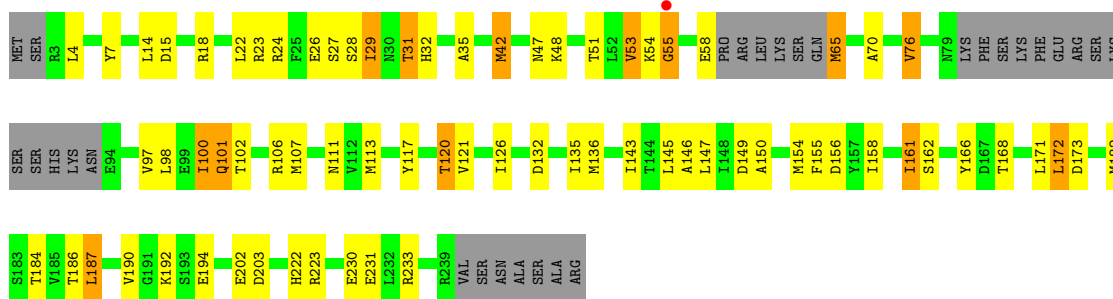 MET SER R3 L4 Y7 L14 D15 R18 L22 R23 R24 F25 E26 S27 S28 I29 N30 T31 H32 A35 M42 N47 K48 T51 L52 V53 K54 G55 E58 PRO ARG LEU LYS SER GLN M65 A70 V76 N79 LYS PHE SER LYS PHE GLU ARG SER
SER SER HIS LYS ASN E94 V97 L98 E99 I100 Q101 T102 R106 M107 N111 V112 M113 Y117 T120 V121 I126 D132 I135 M136 I143 T144 L145 A146 L147 I148 D149 A150 M154 F155 D156 Y157 I158 I161 S162 Y166 D167 T168 L171 L172 D173
S183 T184 V185 T186 L187 V190 G191 K192 S193 E194 E202 D203 H222 R223 E230 E231 L232 R233 R239 VAL SER ASN ALA SER ALA ARG